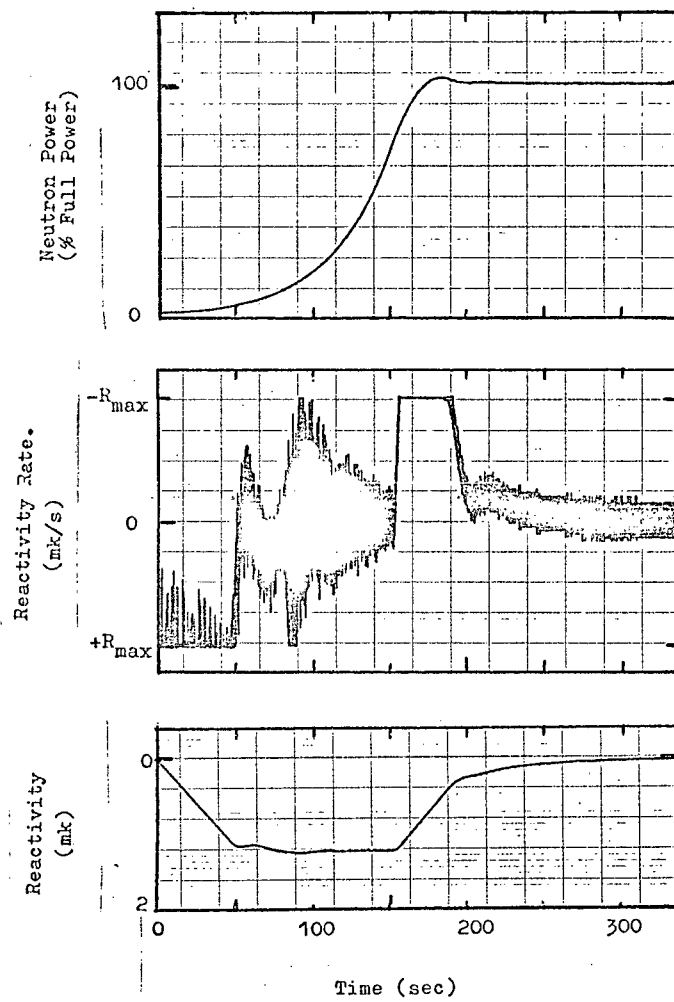 100
Neutron Power
(% Full Power)
0
-Rmax
Reactivity Rate.
(mk/s)
0
+Rmax
0
Reactivity
(mk)
2
0 100 200 300
Time (sec)